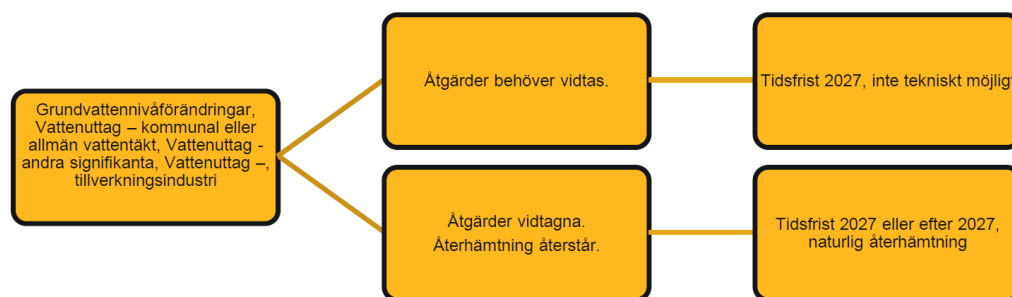 Grundvattennivåförändringar,
Vattenuttag – kommunal eller
allmän vattentäkt, Vattenuttag -
andra signifikanta, Vattenuttag –,
tillverkningsindustri
Åtgärder behöver vidtas.
Tidsfrist 2027, inte tekniskt möjligt
Åtgärder vidtagna.
Återhämtning återstår.
Tidsfrist 2027 eller efter 2027,
naturlig återhämtning